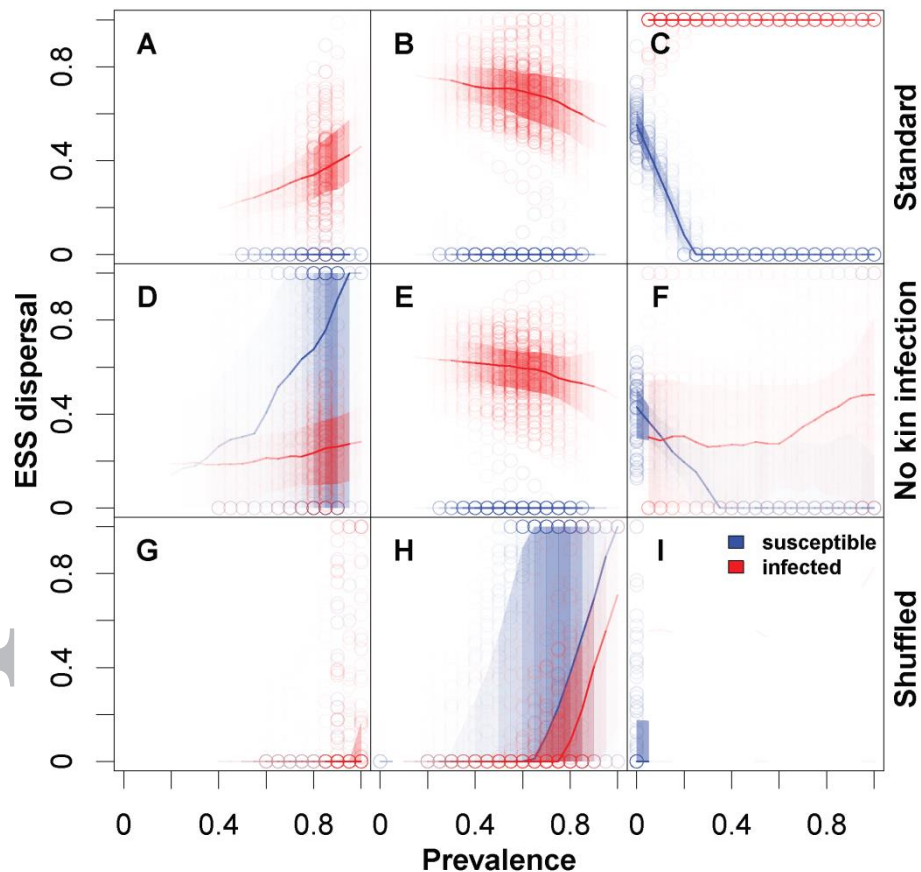 A B C
0.8
0.4
0
Standard
D E F
0.8
0.4
0
No kin infection
G H I
susceptible
infected
0.8
0.4
0
Shuffled
ESS dispersal
0 0.4 0.8 0 0.4 0.8 0 0.4 0.8
Prevalence